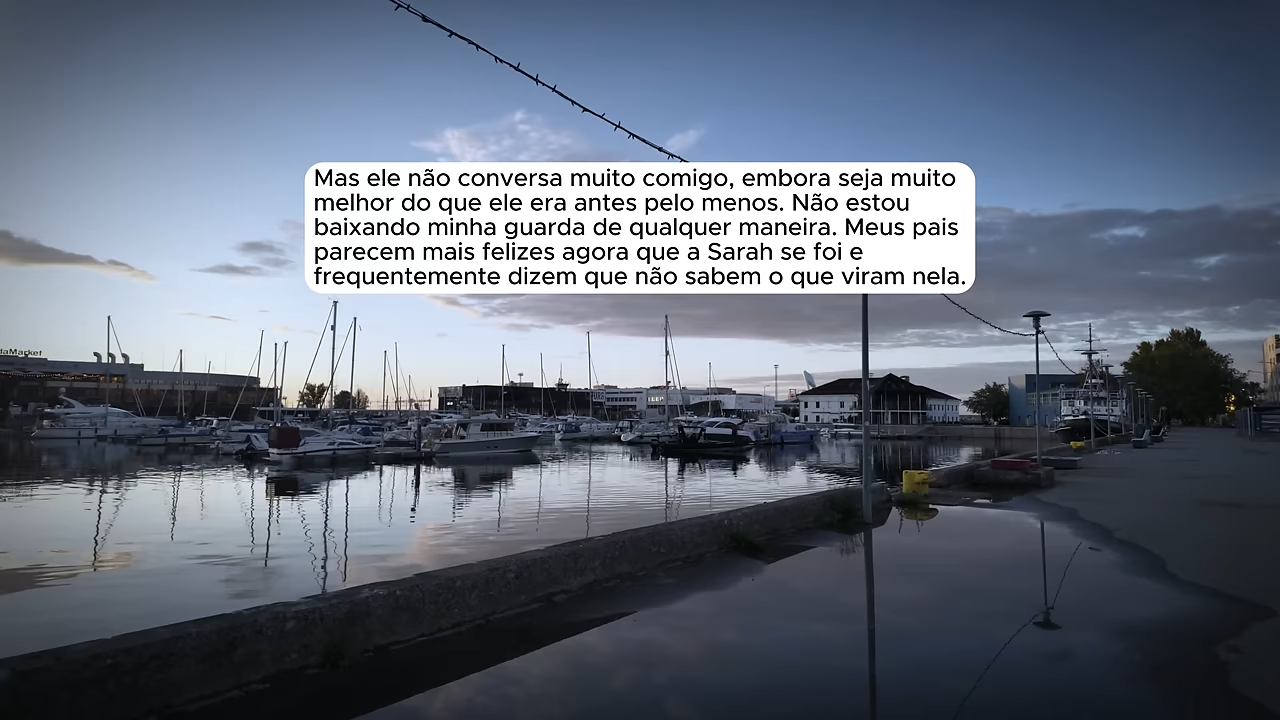 Mas ele não conversa muito comigo, embora seja muito
melhor do que ele era antes pelo menos. Não estou
baixando minha guarda de qualquer maneira. Meus pais
parecem mais felizes agora que a Sarah se foi e
frequentemente dizem que não sabem o que viram nela.
daMarket